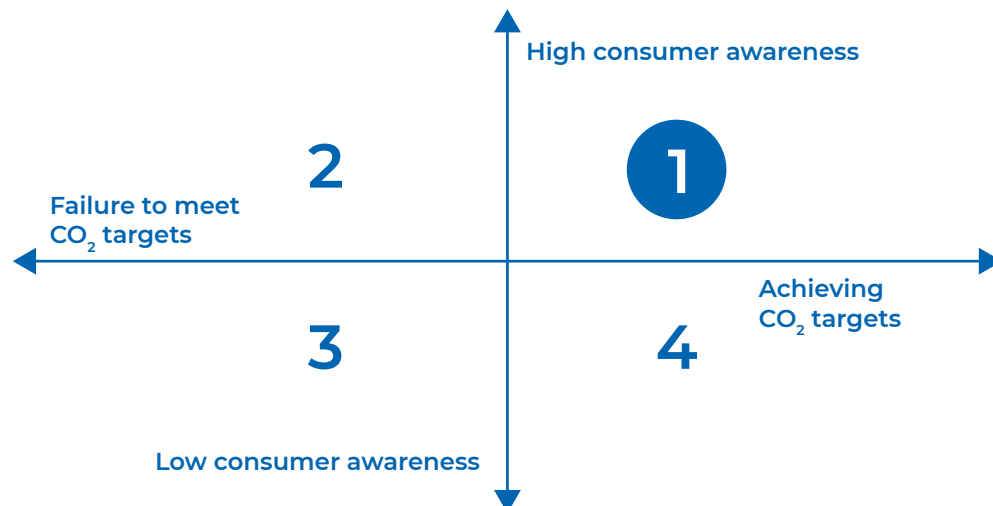 High consumer awareness
2
1
Failure to meet
CO₂ targets
Achieving
CO₂ targets
3
4
Low consumer awareness